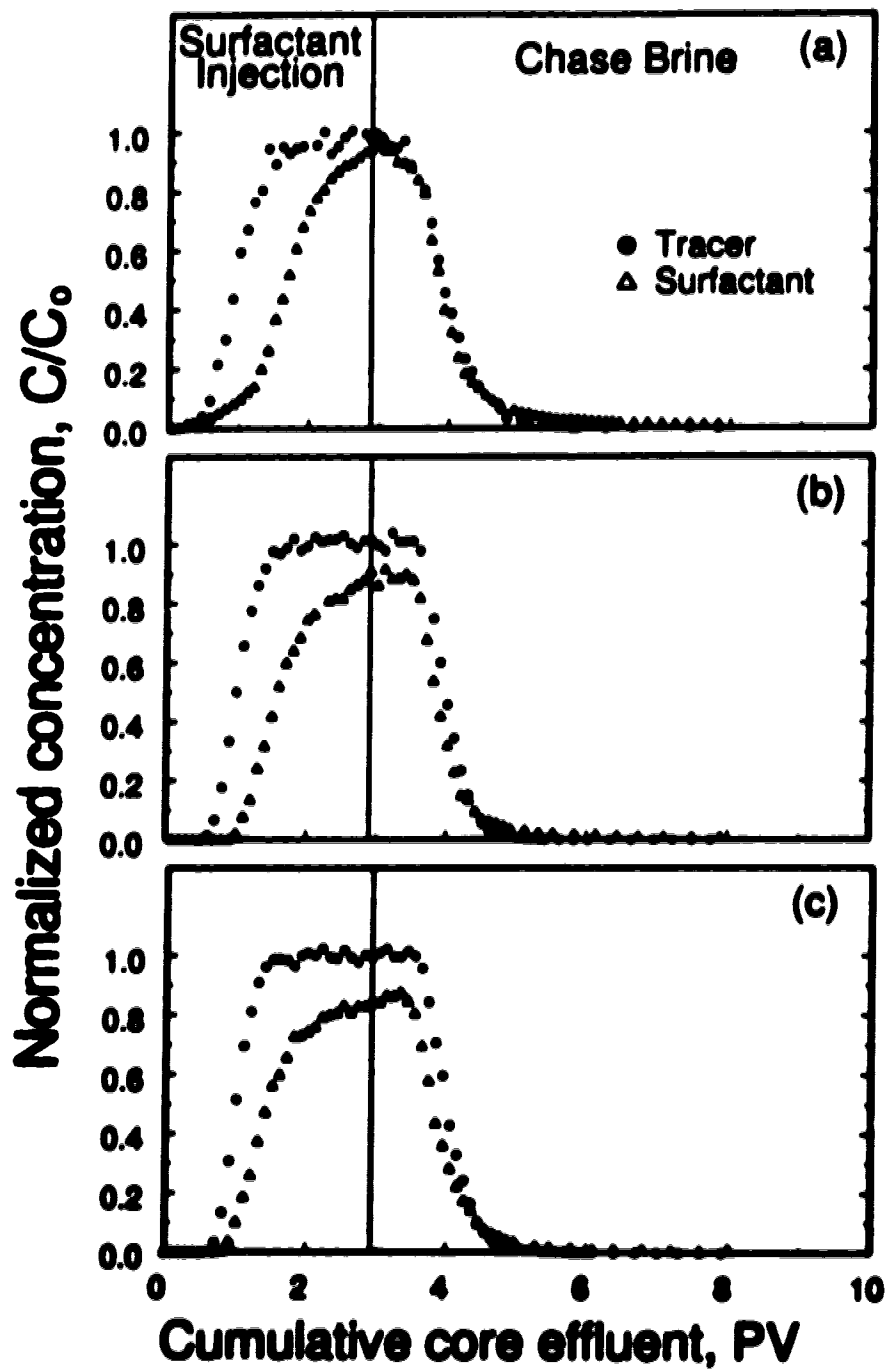 Surfactant
Injection
Chase Brine
(a)
1.0
0.8
0.6
0.4
0.2
0.0
Tracer
Surfactant
(b)
1.0
0.8
0.6
0.4
0.2
0.0
(c)
1.0
0.8
0.6
0.4
0.2
0.0
0 2 4 6 8 10
Normalized concentration, C/C₀
Cumulative core effluent, PV